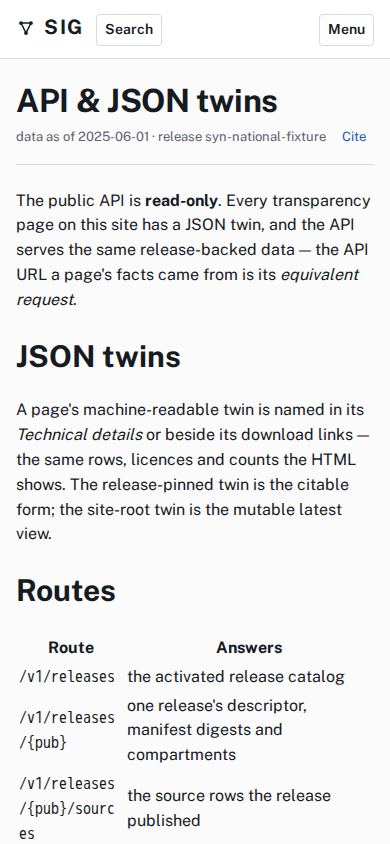 SIG Search Menu
API & JSON twins
data as of 2025-06-01 · release syn-national-fixture Cite
The public API is read-only. Every transparency
page on this site has a JSON twin, and the API
serves the same release-backed data — the API
URL a page's facts came from is its equivalent
request.
JSON twins
A page's machine-readable twin is named in its
Technical details or beside its download links —
the same rows, licences and counts the HTML
shows. The release-pinned twin is the citable
form; the site-root twin is the mutable latest
view.
Routes
Route Answers
/v1/releases the activated release catalog
/v1/releases
/{pub}
one release's descriptor,
manifest digests and
compartments
/v1/releases
/{pub}/sourc
es
the source rows the release
published